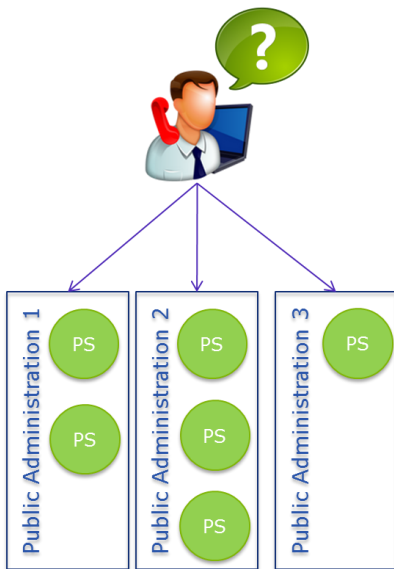 ?
Public Administration 1
PS
PS
Public Administration 2
PS
PS
PS
Public Administration 3
PS